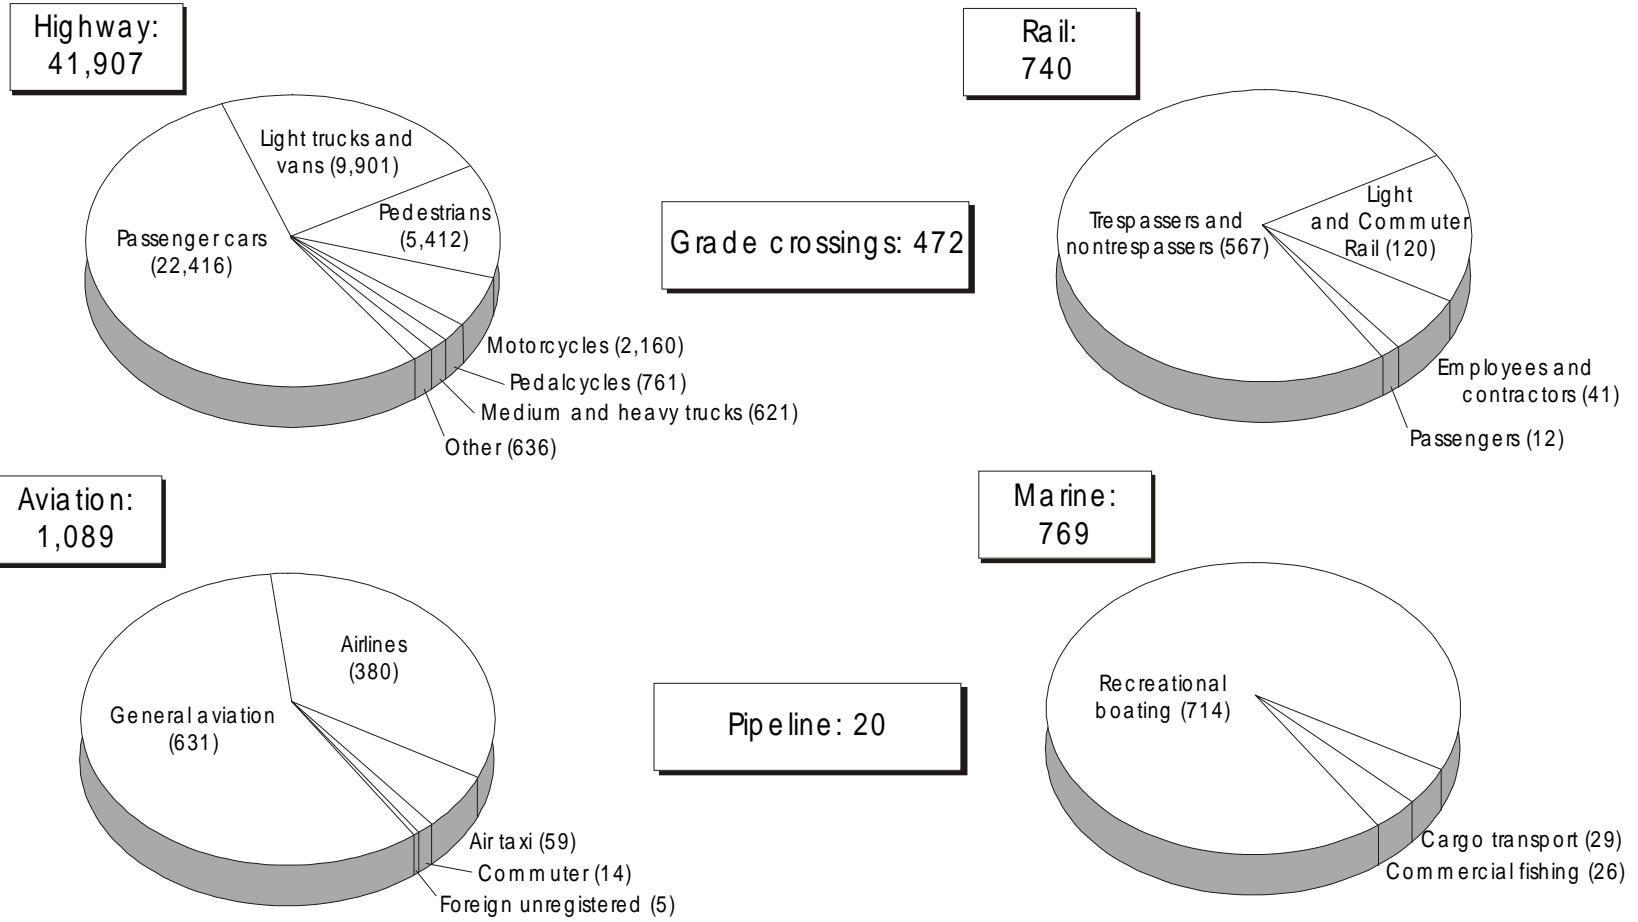 Highway:
41,907
Light trucks and
vans (9,901)
Pedestrians
(5,412)
Passenger cars
(22,416)
Motorcycles (2,160)
Pedalcycles (761)
Medium and heavy trucks (621)
Other (636)
Grade crossings: 472
Rail:
740
Trespassers and
nontrespassers (567)
Light
and Commuter
Rail (120)
Employees and
contractors (41)
Passengers (12)
Aviation:
1,089
Airlines
(380)
General aviation
(631)
Air taxi (59)
Commuter (14)
Foreign unregistered (5)
Pipeline: 20
Marine:
769
Recreational
boating (714)
Cargo transport (29)
Commercial fishing (26)